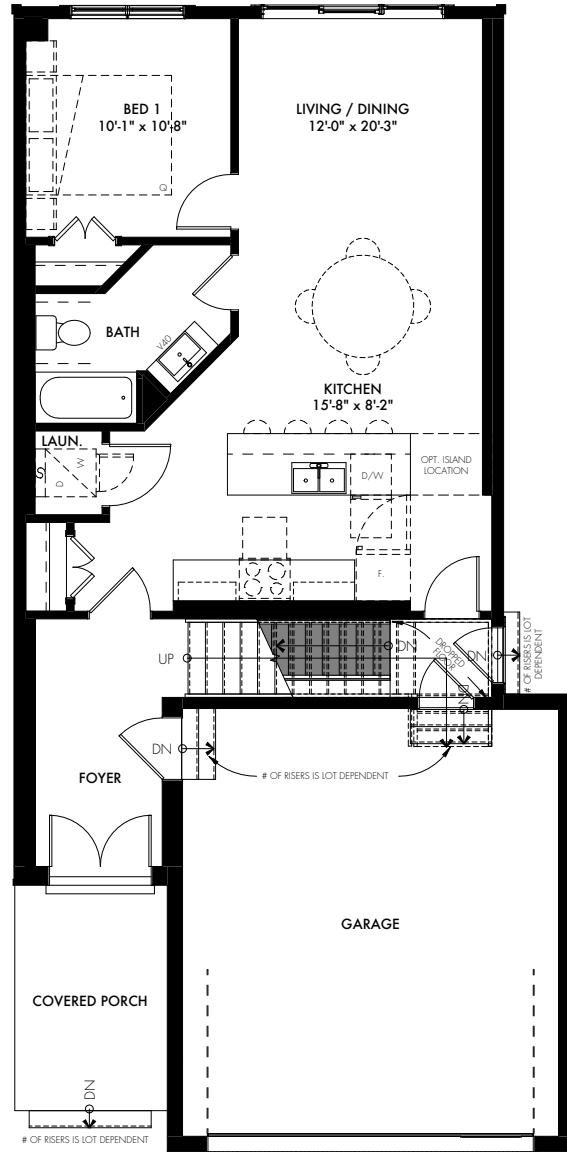 BED 1
10'-1" x 10'-8"
LIVING / DINING
12'-0" x 20'-3"
Q
BATH
V40
KITCHEN
15'-8" x 8'-2"
LAUN.
S
D
W
D/W
OPT. ISLAND
LOCATION
F.
UP
DN
DROPPED
FLOOR
DN
# OF RISERS IS LOT
DEPENDENT
DN
DN
# OF RISERS IS LOT DEPENDENT
FOYER
GARAGE
COVERED PORCH
DN
# OF RISERS IS LOT DEPENDENT